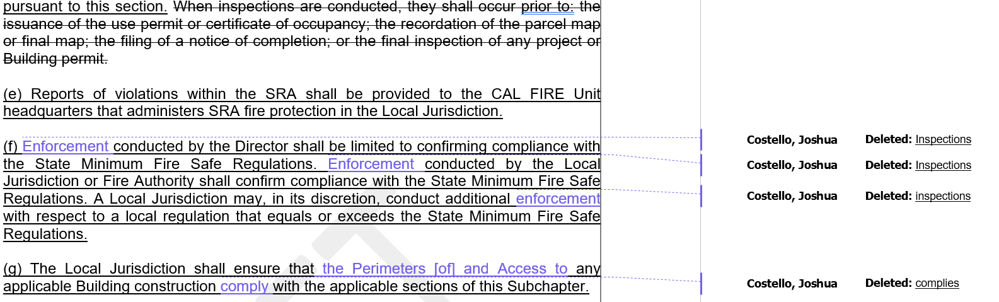 pursuant to this section. When inspections are conducted, they shall occur prior to: the
issuance of the use permit or certificate of occupancy; the recordation of the parcel map
or final map; the filing of a notice of completion; or the final inspection of any project or
Building permit.
(e) Reports of violations within the SRA shall be provided to the CAL FIRE Unit
headquarters that administers SRA fire protection in the Local Jurisdiction.
(f) Enforcement conducted by the Director shall be limited to confirming compliance with
the State Minimum Fire Safe Regulations. Enforcement conducted by the Local
Jurisdiction or Fire Authority shall confirm compliance with the State Minimum Fire Safe
Regulations. A Local Jurisdiction may, in its discretion, conduct additional enforcement
with respect to a local regulation that equals or exceeds the State Minimum Fire Safe
Regulations.
(g) The Local Jurisdiction shall ensure that the Perimeters [of] and Access to any
applicable Building construction comply with the applicable sections of this Subchapter.
Costello, Joshua Deleted: Inspections
Costello, Joshua Deleted: Inspections
Costello, Joshua Deleted: inspections
Costello, Joshua Deleted: complies